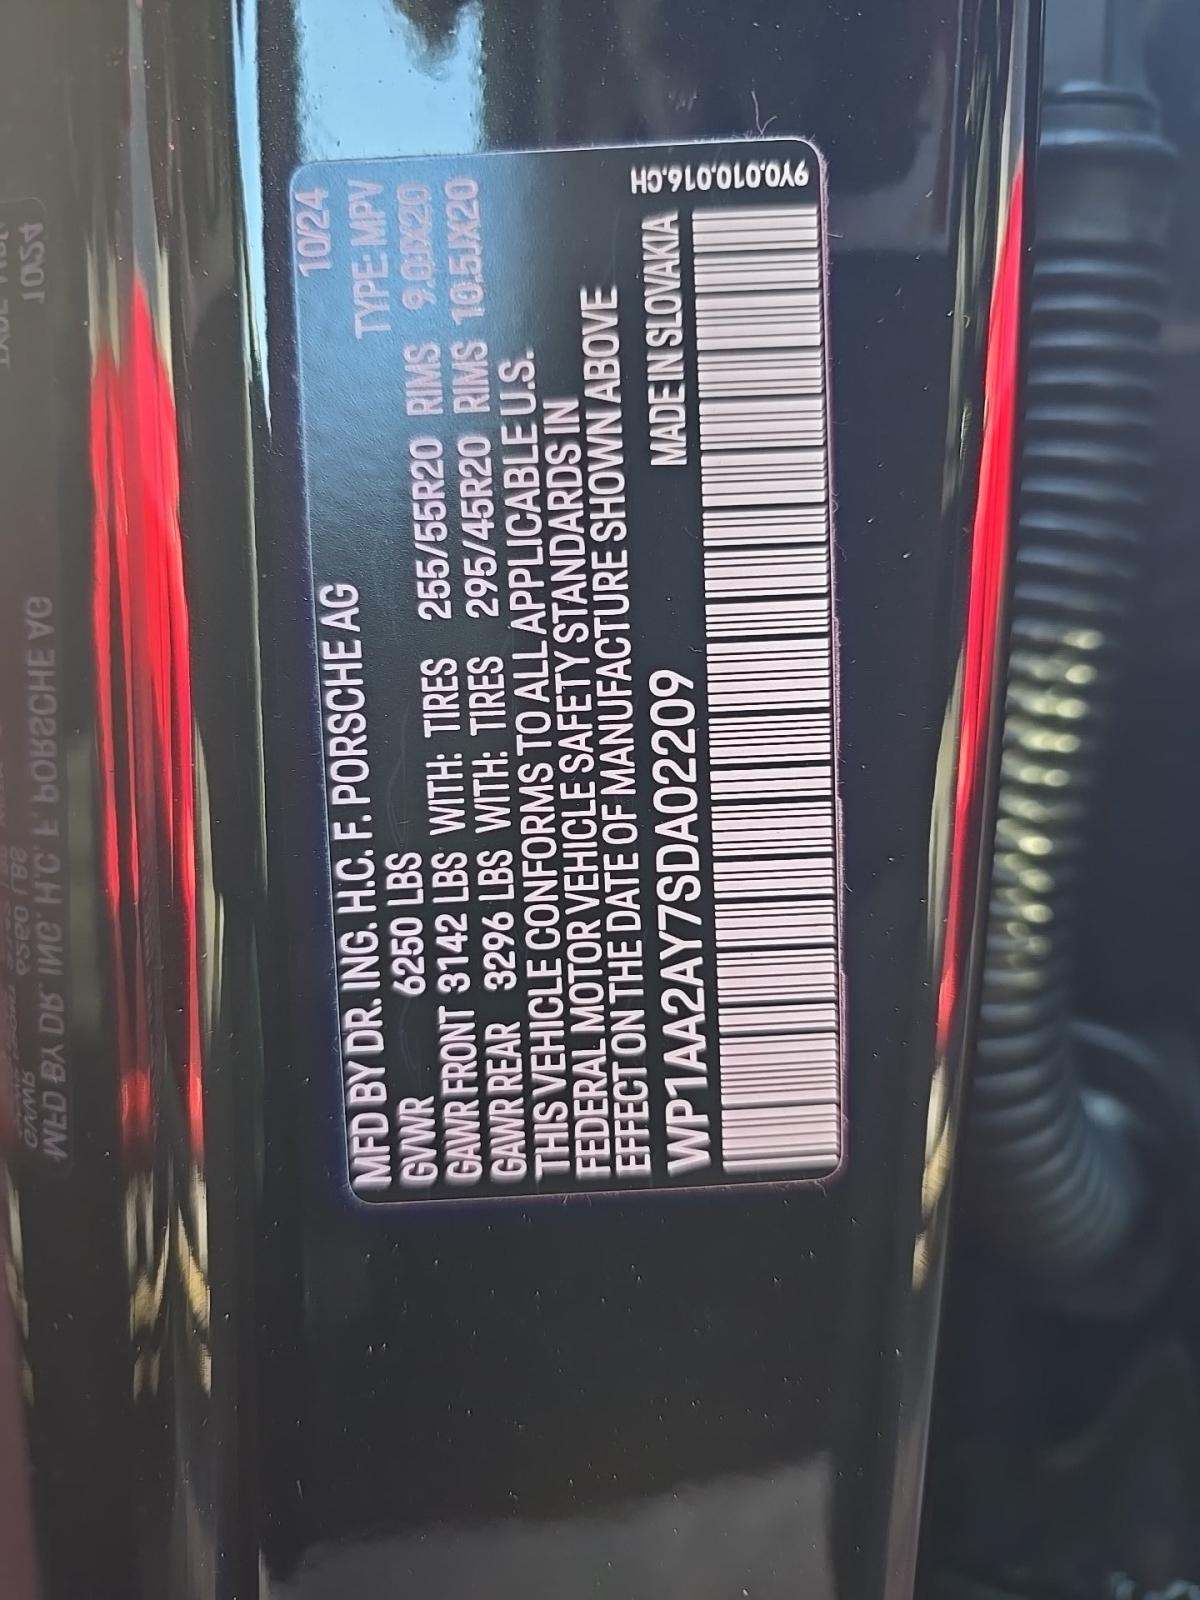 MFD BY DR. ING. H.C. F. PORSCHE AG 10/24
GVWR 6250 LBS TYPE: MPV
GAWR FRONT 3142 LBS WITH: TIRES 255/55R20 RIMS 9.0JX20
GAWR REAR 3296 LBS WITH: TIRES 295/45R20 RIMS 10.5JX20
THIS VEHICLE CONFORMS TO ALL APPLICABLE U.S.
FEDERAL MOTOR VEHICLE SAFETY STANDARDS IN
EFFECT ON THE DATE OF MANUFACTURE SHOWN ABOVE
WP1AA2AY7SDA02209 MADE IN SLOVAKIA
9Y0.010.016.CH